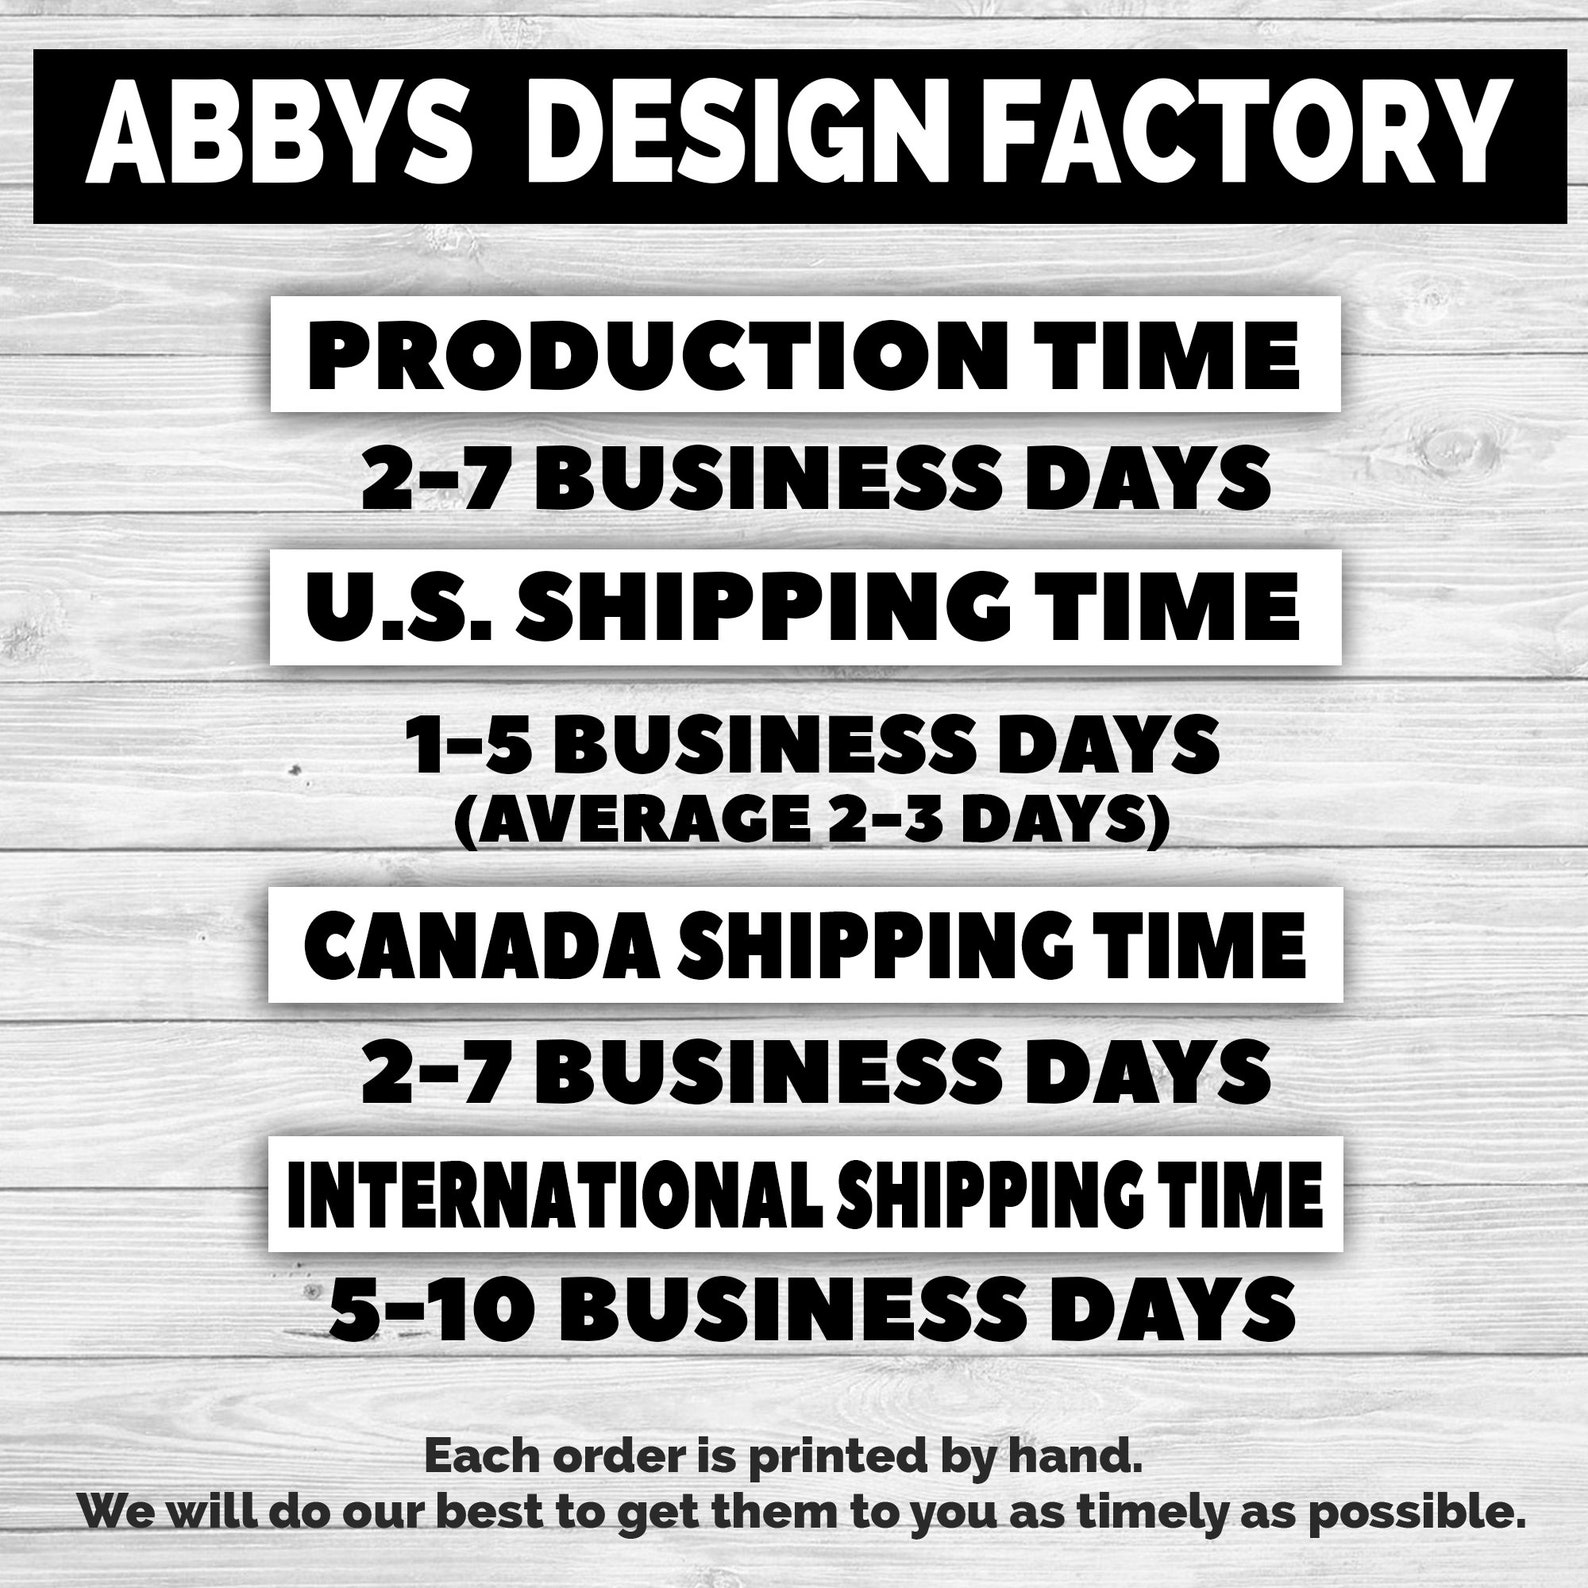 ABBYS DESIGN FACTORY
PRODUCTION TIME
2-7 BUSINESS DAYS
U.S. SHIPPING TIME
1-5 BUSINESS DAYS
(AVERAGE 2-3 DAYS)
CANADA SHIPPING TIME
2-7 BUSINESS DAYS
INTERNATIONAL SHIPPING TIME
5-10 BUSINESS DAYS
Each order is printed by hand.
We will do our best to get them to you as timely as possible.